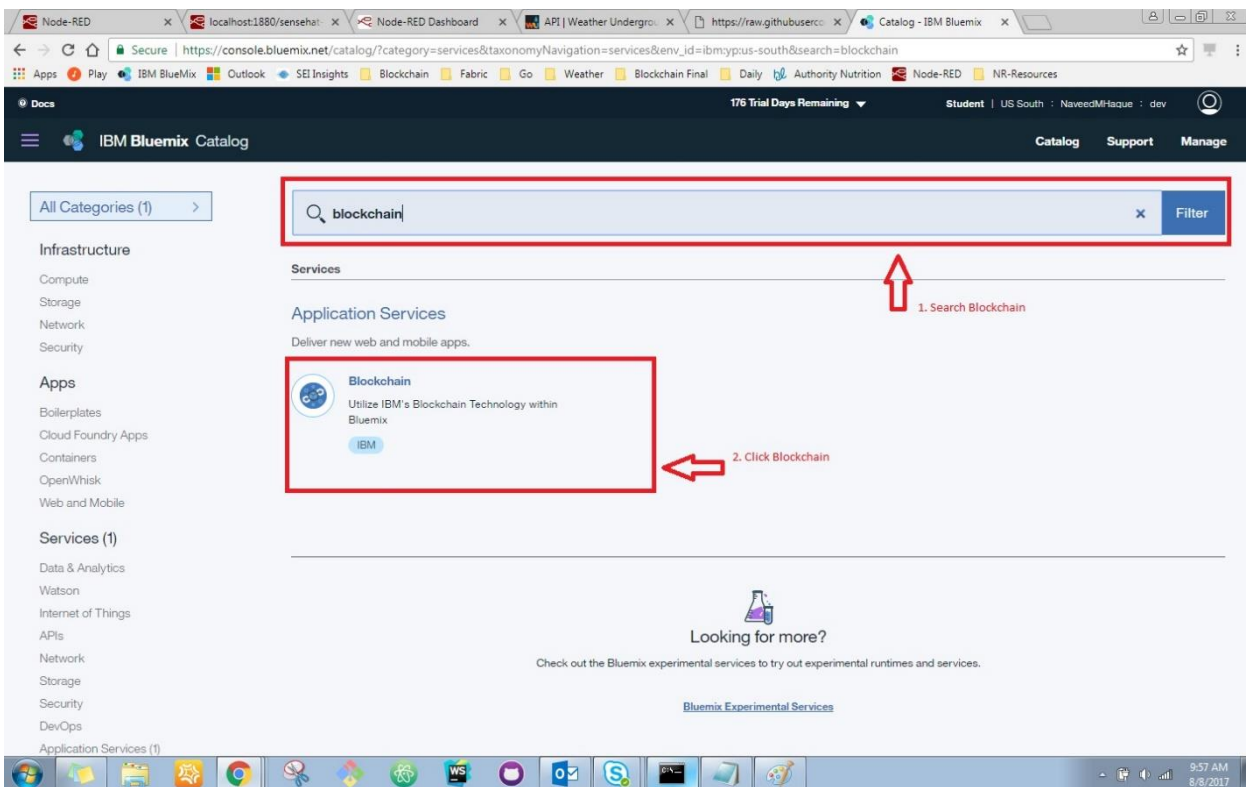 Node-RED
localhost:1880/sensehat-
Node-RED Dashboard
API | Weather Undergrou
https://raw.githubuserco
Catalog - IBM Bluemix
Secure | https://console.bluemix.net/catalog/?category=services&taxonomyNavigation=services&env_id=ibm:yp:us-south&search=blockchain
Apps Play IBM BlueMix Outlook SEI Insights Blockchain Fabric Go Weather Blockchain Final Daily Authority Nutrition Node-RED NR-Resources
Docs
176 Trial Days Remaining
Student | US South : NaveedMHaque : dev
IBM Bluemix Catalog
Catalog Support Manage
All Categories (1) >
blockchain
Filter
Infrastructure
Compute
Storage
Network
Security
Services
1. Search Blockchain
Application Services
Deliver new web and mobile apps.
Apps
Boilerplates
Cloud Foundry Apps
Containers
OpenWhisk
Web and Mobile
Blockchain
Utilize IBM's Blockchain Technology within
Bluemix
IBM
2. Click Blockchain
Services (1)
Data & Analytics
Watson
Internet of Things
APIs
Network
Storage
Security
DevOps
Application Services (1)
Looking for more?
Check out the Bluemix experimental services to try out experimental runtimes and services.
Bluemix Experimental Services
WS
9:57 AM
8/8/2017